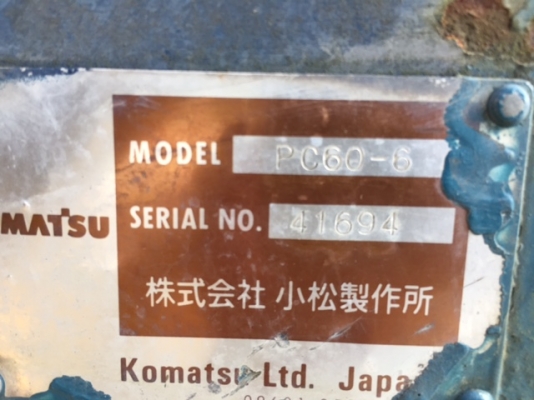 MODEL PC60-6
MATSU
SERIAL NO. 41694
株式会社 小松製作所
Komatsu Ltd. Japa